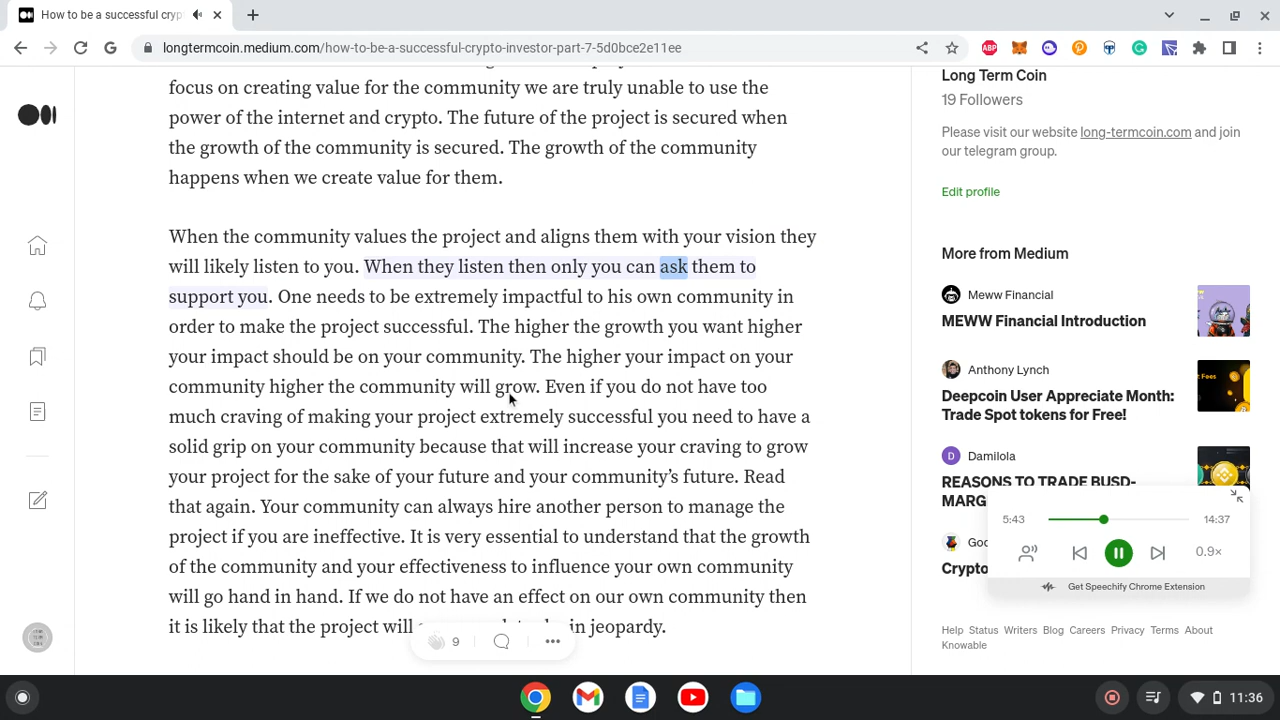 How to be a successful cryp
longtermcoin.medium.com/how-to-be-a-successful-crypto-investor-part-7-5d0bce2e11ee
ABP
focus on creating value for the community we are truly unable to use the
power of the internet and crypto. The future of the project is secured when
the growth of the community is secured. The growth of the community
happens when we create value for them.
When the community values the project and aligns them with your vision they
will likely listen to you. When they listen then only you can ask them to
support you. One needs to be extremely impactful to his own community in
order to make the project successful. The higher the growth you want higher
your impact should be on your community. The higher your impact on your
community higher the community will grow. Even if you do not have too
much craving of making your project extremely successful you need to have a
solid grip on your community because that will increase your craving to grow
your project for the sake of your future and your community's future. Read
that again. Your community can always hire another person to manage the
project if you are ineffective. It is very essential to understand that the growth
of the community and your effectiveness to influence your own community
will go hand in hand. If we do not have an effect on our own community then
it is likely that the project will in jeopardy.
9
Long Term Coin
19 Followers
Please visit our website long-termcoin.com and join
our telegram group.
Edit profile
More from Medium
Meww Financial
MEWW Financial Introduction
Anthony Lynch
Deepcoin User Appreciate Month:
Trade Spot tokens for Free!
D Damilola
REASONS TO TRADE BUSD-
MARG
Goo
Crypto
5:43
14:37
0.9×
Get Speechify Chrome Extension
Help Status Writers Blog Careers Privacy Terms About
Knowable
11:36